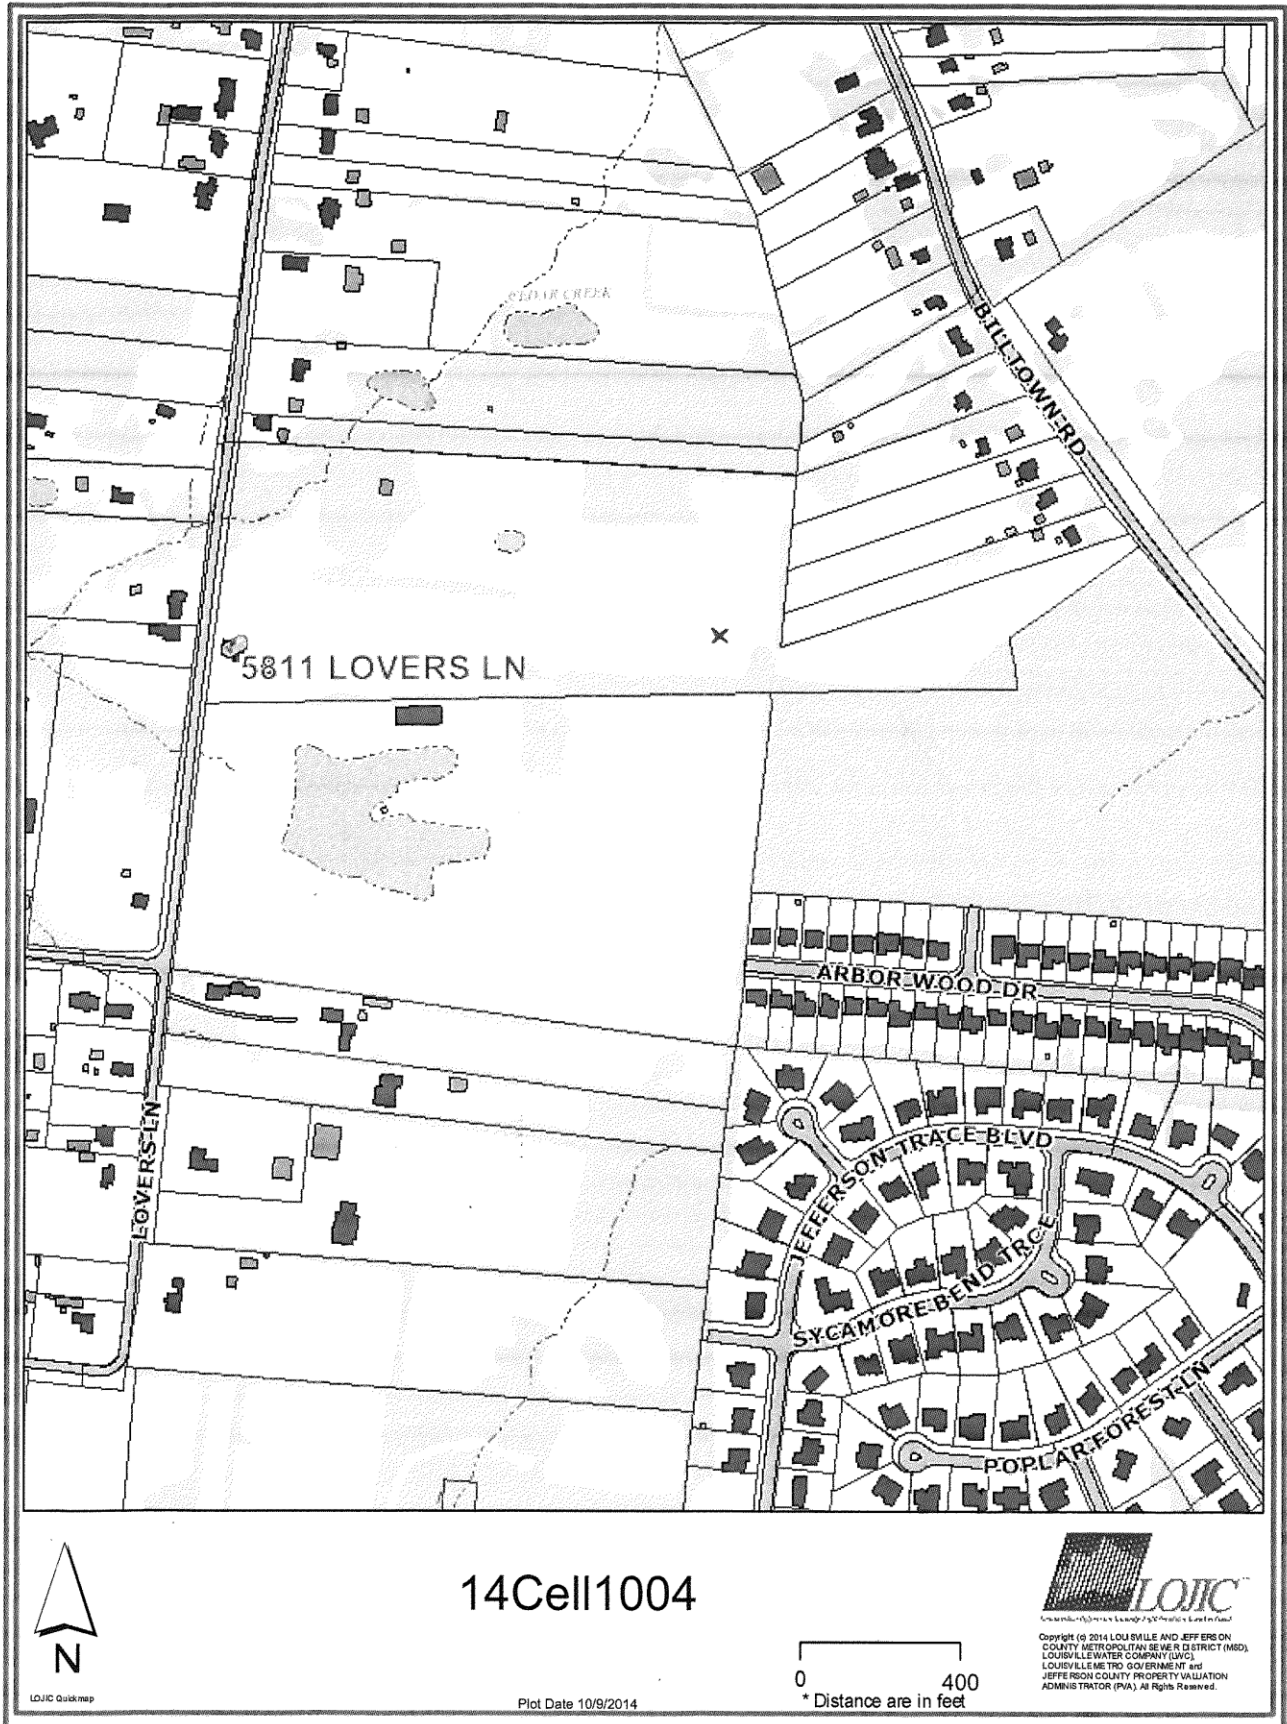 CEDAR CREEK
BILLTOWN RD
5811 LOVERS LN
ARBOR WOOD DR
LOVERS LN
JEFFERSON TRACE BLVD
SYCAMORE BEND TRCE
POPLAR FOREST LN
N
LOJIC Quickmap
14Cell1004
Plot Date 10/9/2014
0 400
* Distance are in feet
LOJIC
Copyright (c) 2014 LOUISVILLE AND JEFFERSON
COUNTY METROPOLITAN SEWER DISTRICT (MSD),
LOUISVILLE WATER COMPANY (LWC),
LOUISVILLE METRO GOVERNMENT and
JEFFERSON COUNTY PROPERTY VALUATION
ADMINISTRATOR (PVA). All Rights Reserved.